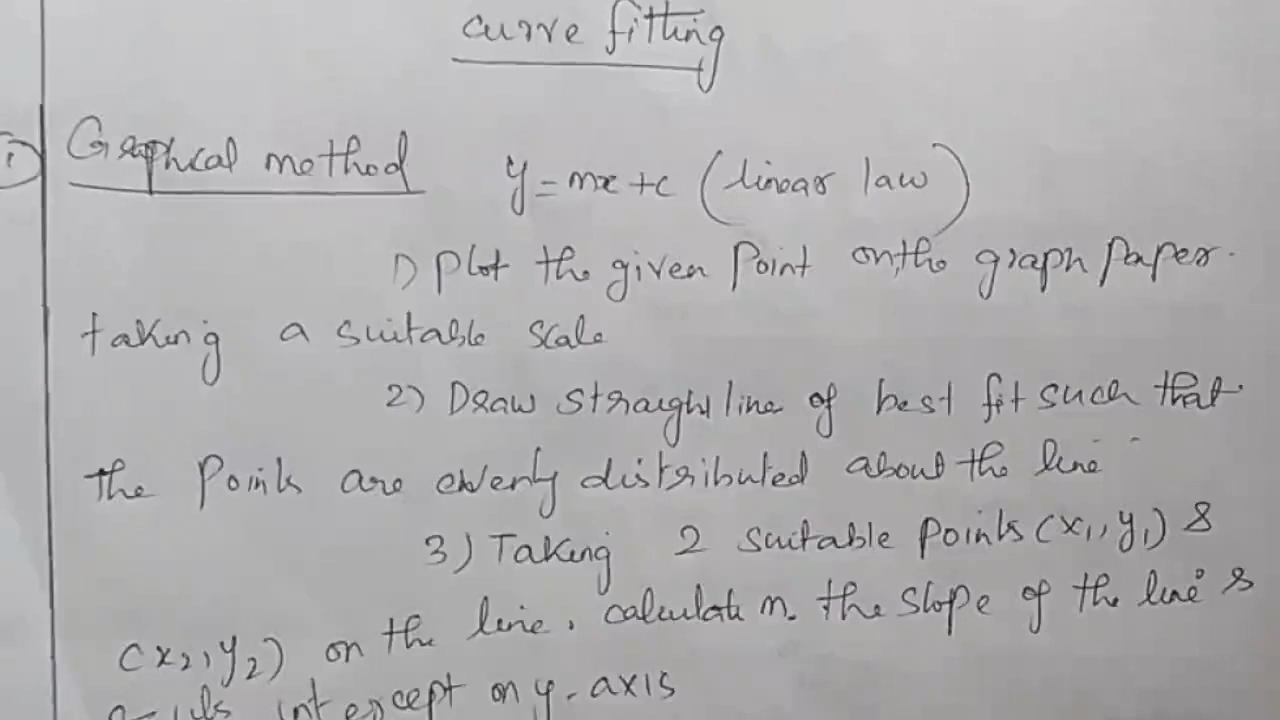 curve fitting
i) Graphical method y = mx + c (linear law)
1) Plot the given point on the graph paper.
taking a suitable scale
2) Draw straight line of best fit such that
the points are evenly distributed about the line
3) Taking 2 suitable points (x1, y1) &
(x2, y2) on the line, calculate m. the slope of the line &
intercept on y-axis